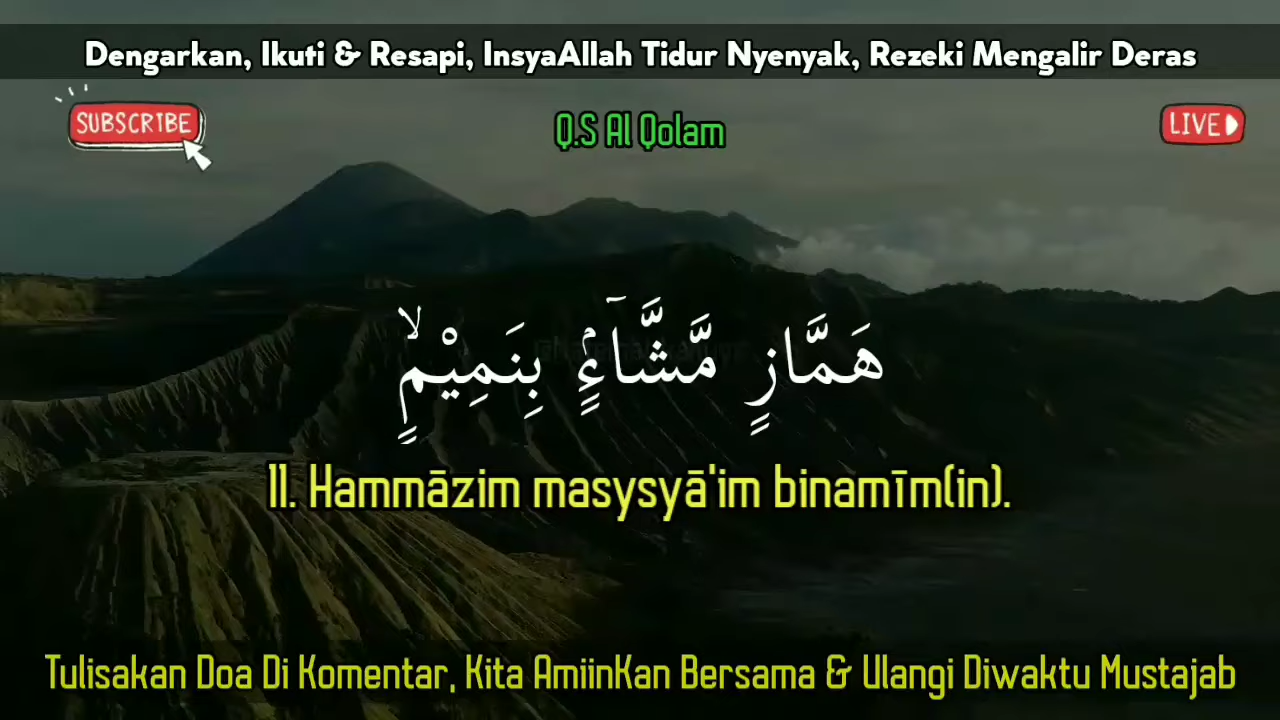 Dengarkan, Ikuti & Resapi, InsyaAllah Tidur Nyenyak, Rezeki Mengalir Deras
SUBSCRIBE
Q.S Al Qolam
LIVE
هَمَّازٍ مَّشَّاۤءٍۢ بِنَمِيْمٍۙ
11. Hammāzim masysyā'im binamīm(in).
Tulisakan Doa Di Komentar, Kita AmiinKan Bersama & Ulangi Diwaktu Mustajab